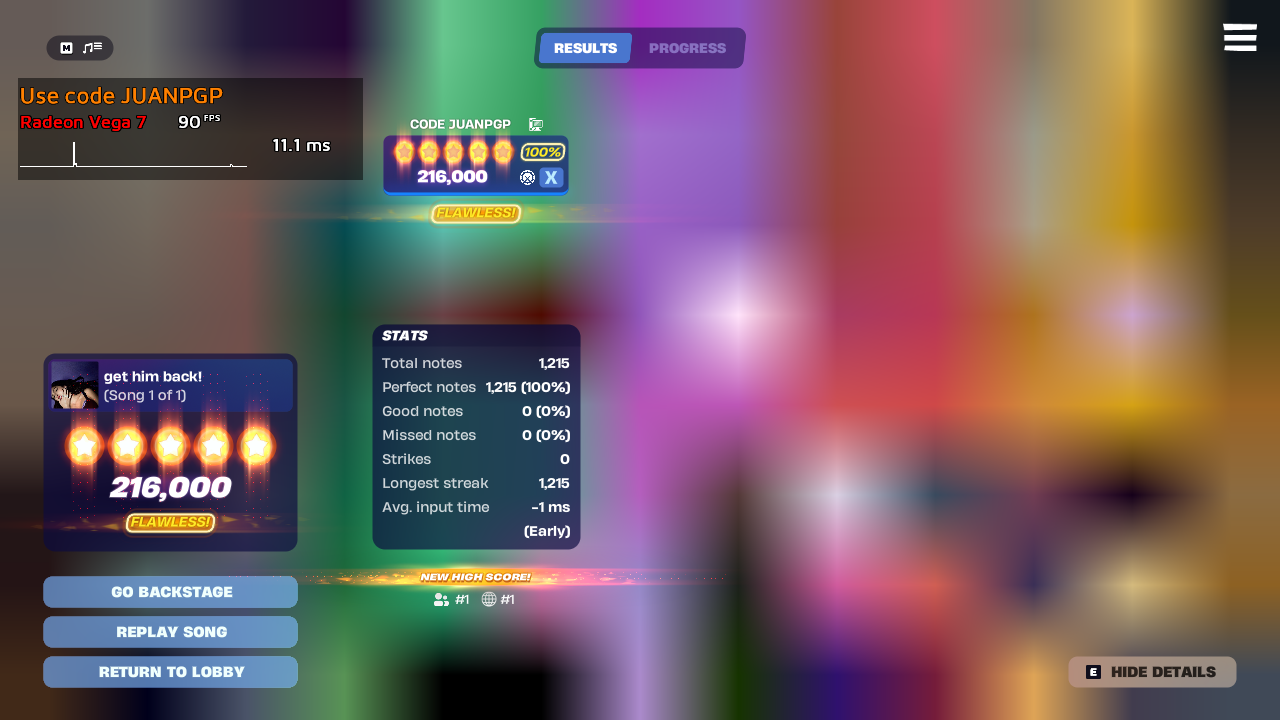 M
RESULTS PROGRESS
Use code JUANPGP
Radeon Vega 7 90 FPS
11.1 ms
CODE JUANPGP
100%
216,000 X
FLAWLESS!
STATS
Total notes 1,215
Perfect notes 1,215 (100%)
Good notes 0 (0%)
Missed notes 0 (0%)
Strikes 0
Longest streak 1,215
Avg. input time -1 ms
(Early)
NEW HIGH SCORE!
#1 #1
get him back!
(Song 1 of 1)
216,000
FLAWLESS!
GO BACKSTAGE
REPLAY SONG
RETURN TO LOBBY
E HIDE DETAILS